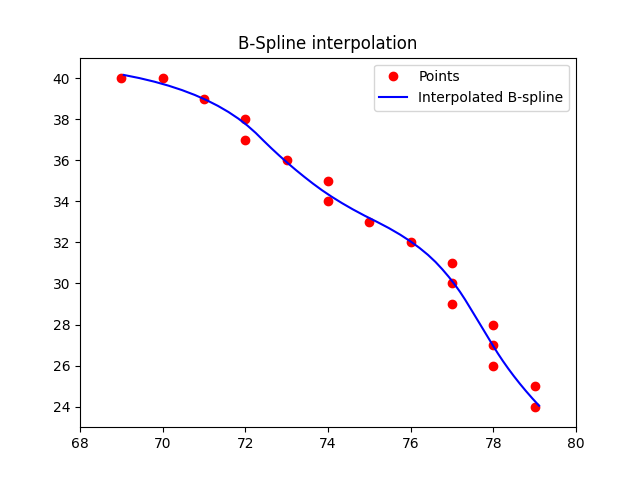 B-Spline interpolation
Points
Interpolated B-spline
40
38
36
34
32
30
28
26
24
68 70 72 74 76 78 80